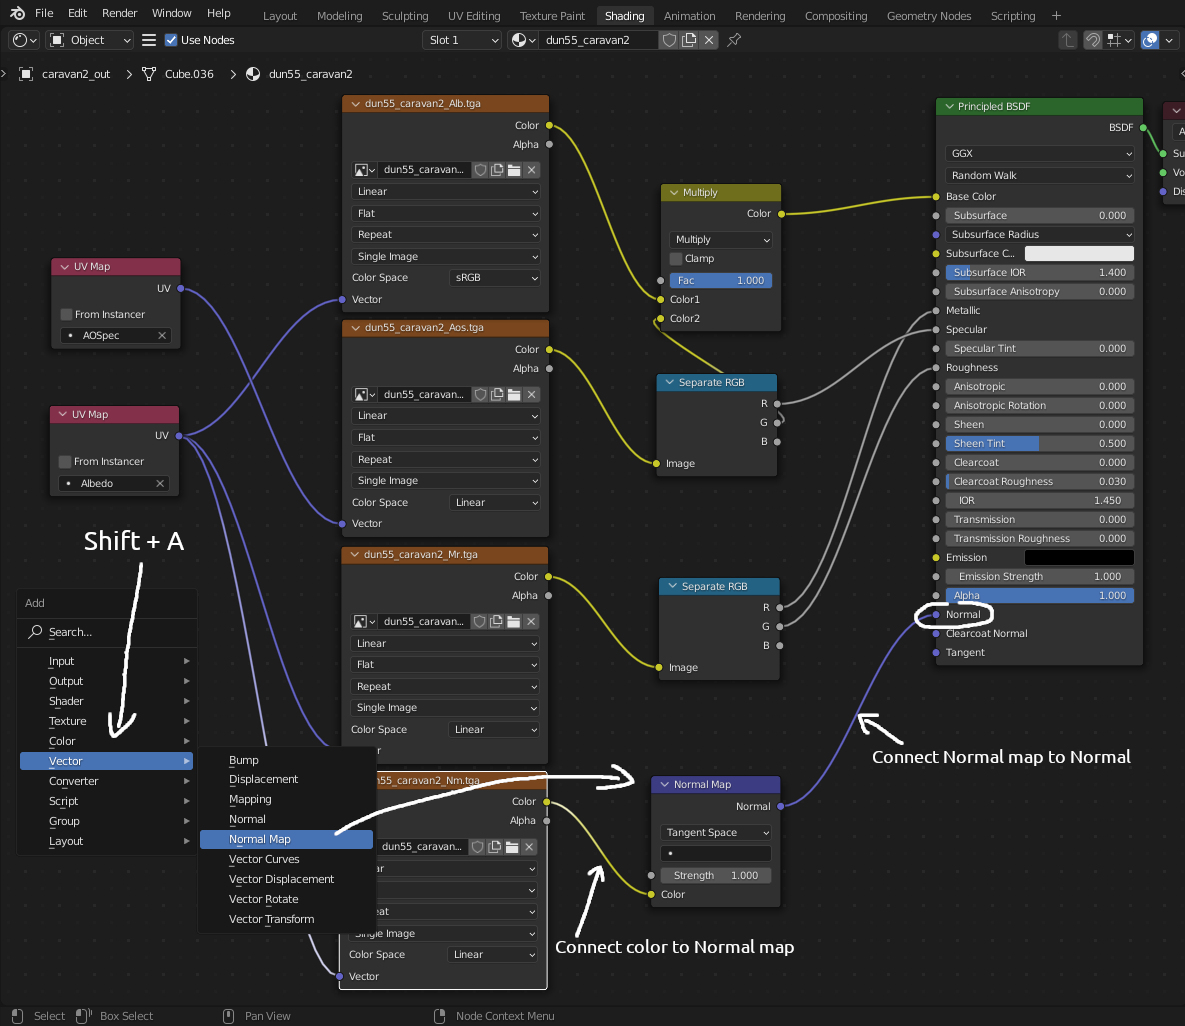 File Edit Render Window Help Layout Modeling Sculpting UV Editing Texture Paint Shading Animation Rendering Compositing Geometry Nodes Scripting +
Object Use Nodes Slot 1 dun55_caravan2
caravan2_out > Cube.036 > dun55_caravan2
UV Map
UV
From Instancer
AOSpec
UV Map
UV
From Instancer
Albedo
Shift + A
Add
Search...
Input
Output
Shader
Texture
Color
Vector
Converter
Script
Group
Layout
Bump
Displacement
Mapping
Normal
Normal Map
Vector Curves
Vector Displacement
Vector Rotate
Vector Transform
dun55_caravan2_Alb.tga
Color
Alpha
dun55_caravan...
Linear
Flat
Repeat
Single Image
Color Space sRGB
Vector
dun55_caravan2_Aos.tga
Color
Alpha
dun55_caravan...
Linear
Flat
Repeat
Single Image
Color Space Linear
Vector
dun55_caravan2_Mr.tga
Color
Alpha
dun55_caravan...
Linear
Flat
Repeat
Single Image
Color Space Linear
r
n55_caravan2_Nm.tga
Color
Alpha
dun55_caravan...
ar
eat
Single Image
Color Space Linear
Vector
Multiply
Color
Multiply
Clamp
Fac 1.000
Color1
Color2
Separate RGB
R
G
B
Image
Separate RGB
R
G
B
Image
Normal Map
Normal
Tangent Space
Strength 1.000
Color
Connect color to Normal map
Connect Normal map to Normal
Principled BSDF
BSDF
GGX
Random Walk
Base Color
Subsurface 0.000
Subsurface Radius
Subsurface C...
Subsurface IOR 1.400
Subsurface Anisotropy 0.000
Metallic
Specular
Specular Tint 0.000
Roughness
Anisotropic 0.000
Anisotropic Rotation 0.000
Sheen 0.000
Sheen Tint 0.500
Clearcoat 0.000
Clearcoat Roughness 0.030
IOR 1.450
Transmission 0.000
Transmission Roughness 0.000
Emission
Emission Strength 1.000
Alpha 1.000
Normal
Clearcoat Normal
Tangent
A
Su
Vo
Dis
Select Box Select Pan View Node Context Menu